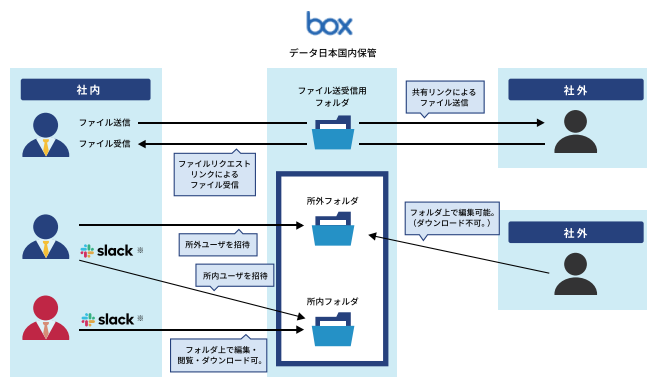 box
データ日本国内保管
社内
ファイル送受信用
フォルダ
共有リンクによる
ファイル送信
社外
ファイル送信
ファイル受信
ファイルリクエスト
リンクによる
ファイル受信
所外フォルダ
フォルダ上で編集可能。
(ダウンロード不可。)
社外
slack ※
所外ユーザを招待
所内ユーザを招待
所内フォルダ
slack ※
フォルダ上で編集・
閲覧・ダウンロード可。